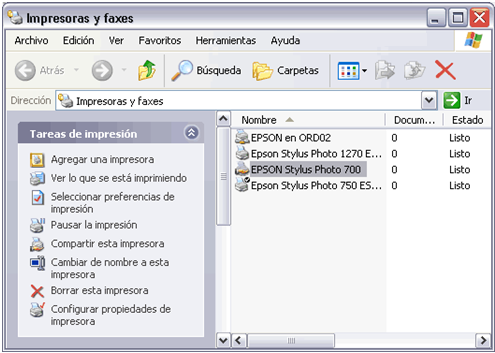 Impresoras y faxes
Archivo Edición Ver Favoritos Herramientas Ayuda
Atrás Búsqueda Carpetas
Dirección Impresoras y faxes Ir
Tareas de impresión
Agregar una impresora
Ver lo que se está imprimiendo
Seleccionar preferencias de
impresión
Pausar la impresión
Compartir esta impresora
Cambiar de nombre a esta
impresora
Borrar esta impresora
Configurar propiedades de
impresora
Nombre Docum... Estado
EPSON en ORD02 0 Listo
Epson Stylus Photo 1270 E... 0 Listo
EPSON Stylus Photo 700 0 Listo
Epson Stylus Photo 750 ES... 0 Listo